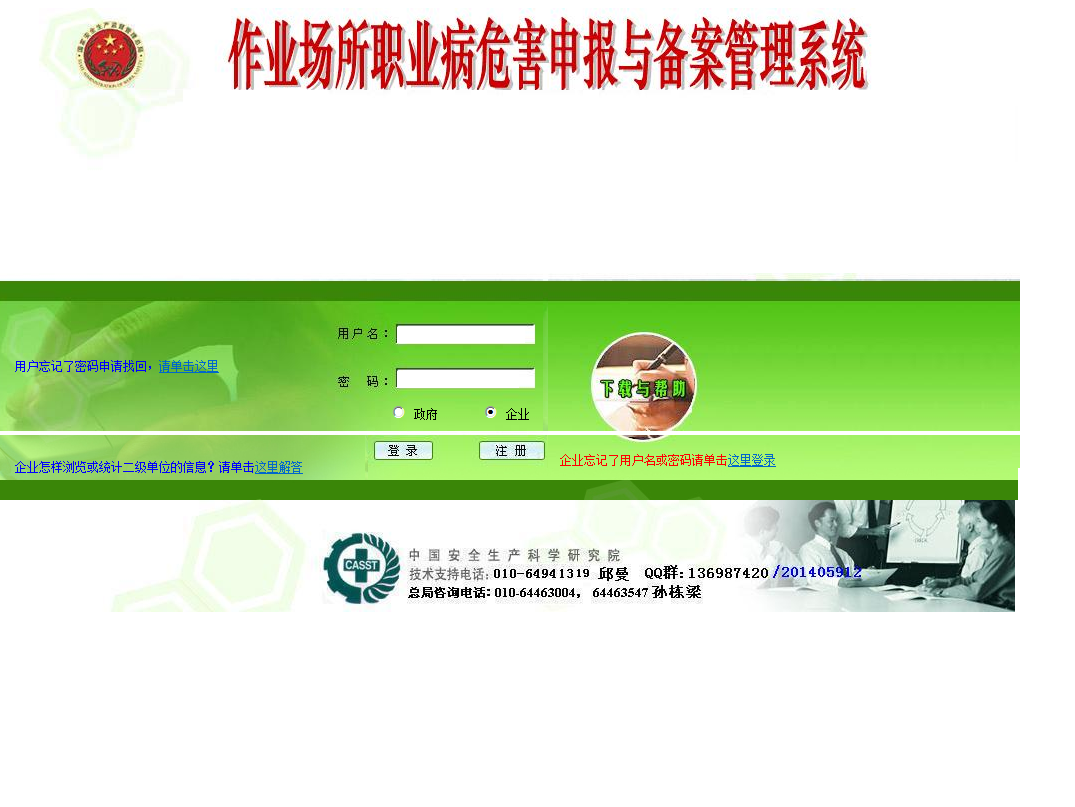 作业场所职业病危害申报与备案管理系统
用户名：
用户忘记了密码申请找回，请单击这里
密 码：
下载与帮助
政府 企业
登 录 注 册
企业忘记了用户名或密码请单击这里登录
企业怎样浏览或统计二级单位的信息？请单击这里解答
CASST
中国安全生产科学研究院
技术支持电话：010-64941319 邱曼 QQ群：136987420/201405912
总局咨询电话：010-64463004， 64463547 孙栋梁